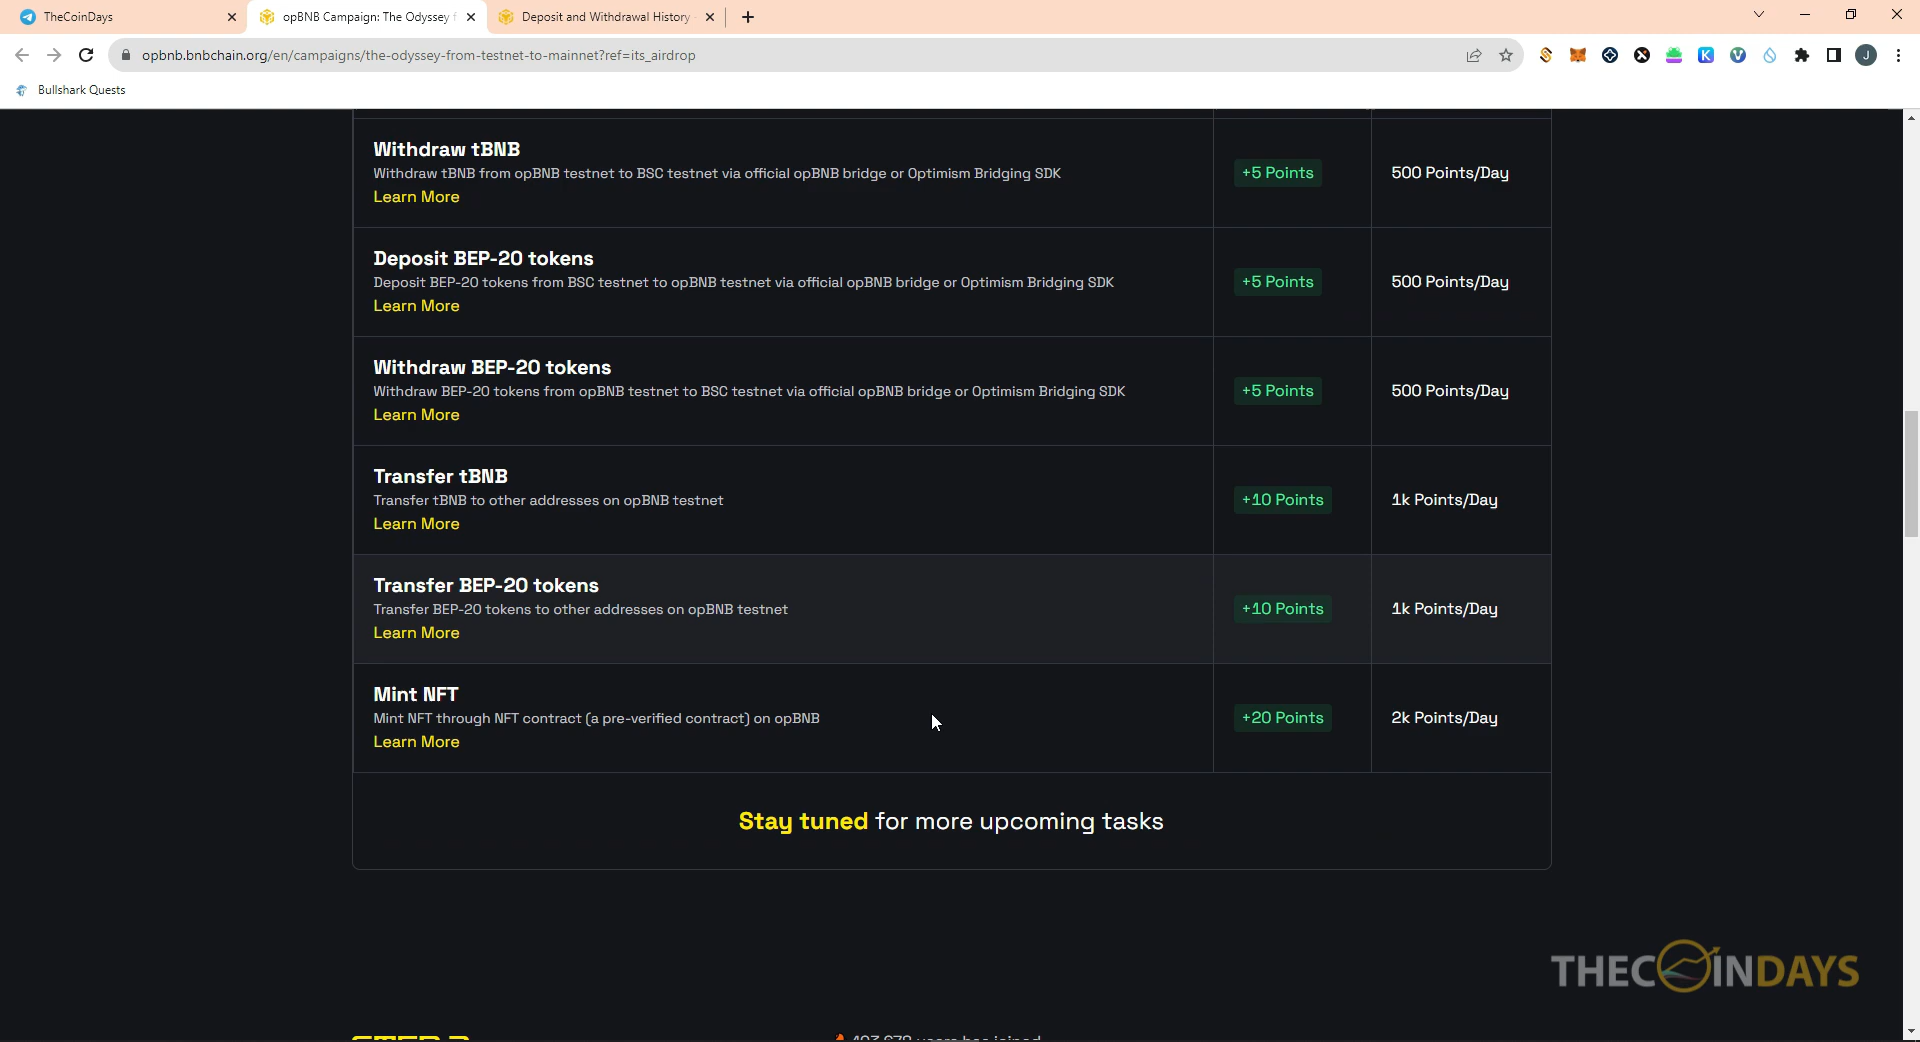 TheCoinDays
opBNB Campaign: The Odyssey f
Deposit and Withdrawal History
opbnb.bnbchain.org/en/campaigns/the-odyssey-from-testnet-to-mainnet?ref=its_airdrop
J
Bullshark Quests
Withdraw tBNB
Withdraw tBNB from opBNB testnet to BSC testnet via official opBNB bridge or Optimism Bridging SDK
Learn More
+5 Points
500 Points/Day
Deposit BEP-20 tokens
Deposit BEP-20 tokens from BSC testnet to opBNB testnet via official opBNB bridge or Optimism Bridging SDK
Learn More
+5 Points
500 Points/Day
Withdraw BEP-20 tokens
Withdraw BEP-20 tokens from opBNB testnet to BSC testnet via official opBNB bridge or Optimism Bridging SDK
Learn More
+5 Points
500 Points/Day
Transfer tBNB
Transfer tBNB to other addresses on opBNB testnet
Learn More
+10 Points
1k Points/Day
Transfer BEP-20 tokens
Transfer BEP-20 tokens to other addresses on opBNB testnet
Learn More
+10 Points
1k Points/Day
Mint NFT
Mint NFT through NFT contract (a pre-verified contract) on opBNB
Learn More
+20 Points
2k Points/Day
Stay tuned for more upcoming tasks
THECOINDAYS